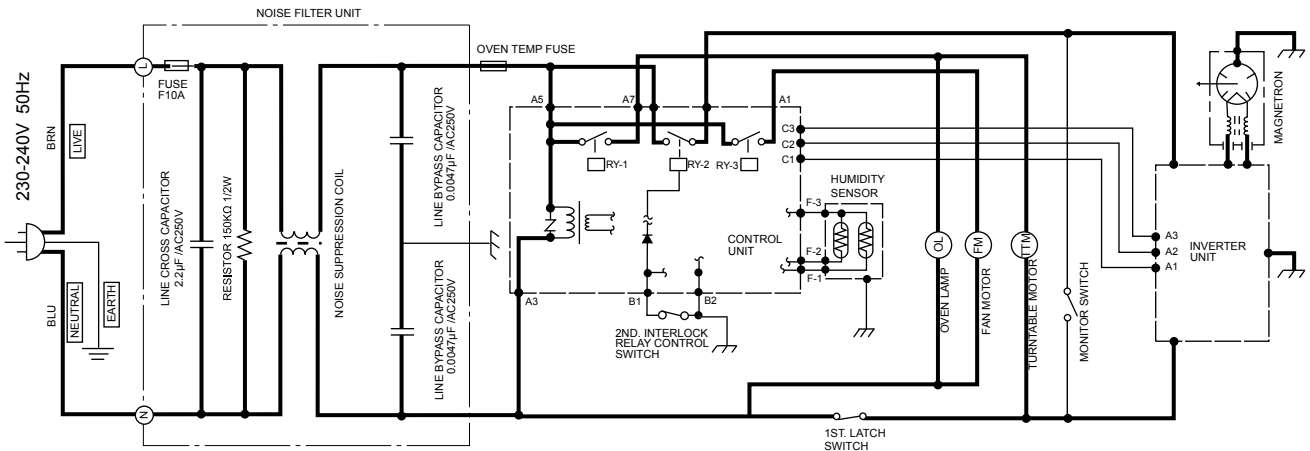 NOISE FILTER UNIT
230-240V 50Hz
BRN
LIVE
BLU
NEUTRAL
EARTH
L
N
FUSE
F10A
LINE CROSS CAPACITOR
2.2μF /AC250V
RESISTOR 150KΩ 1/2W
NOISE SUPPRESSION COIL
LINE BYPASS CAPACITOR
0.0047μF /AC250V
LINE BYPASS CAPACITOR
0.0047μF /AC250V
OVEN TEMP FUSE
A5
A7
A1
C3
C2
C1
RY-1
RY-2
RY-3
HUMIDITY
SENSOR
F-3
F-2
F-1
CONTROL
UNIT
A3
B1
B2
2ND. INTERLOCK
RELAY CONTROL
SWITCH
OL
FM
TTM
OVEN LAMP
FAN MOTOR
TURNTABLE MOTOR
MONITOR SWITCH
1ST. LATCH
SWITCH
MAGNETRON
A3
A2
A1
INVERTER
UNIT